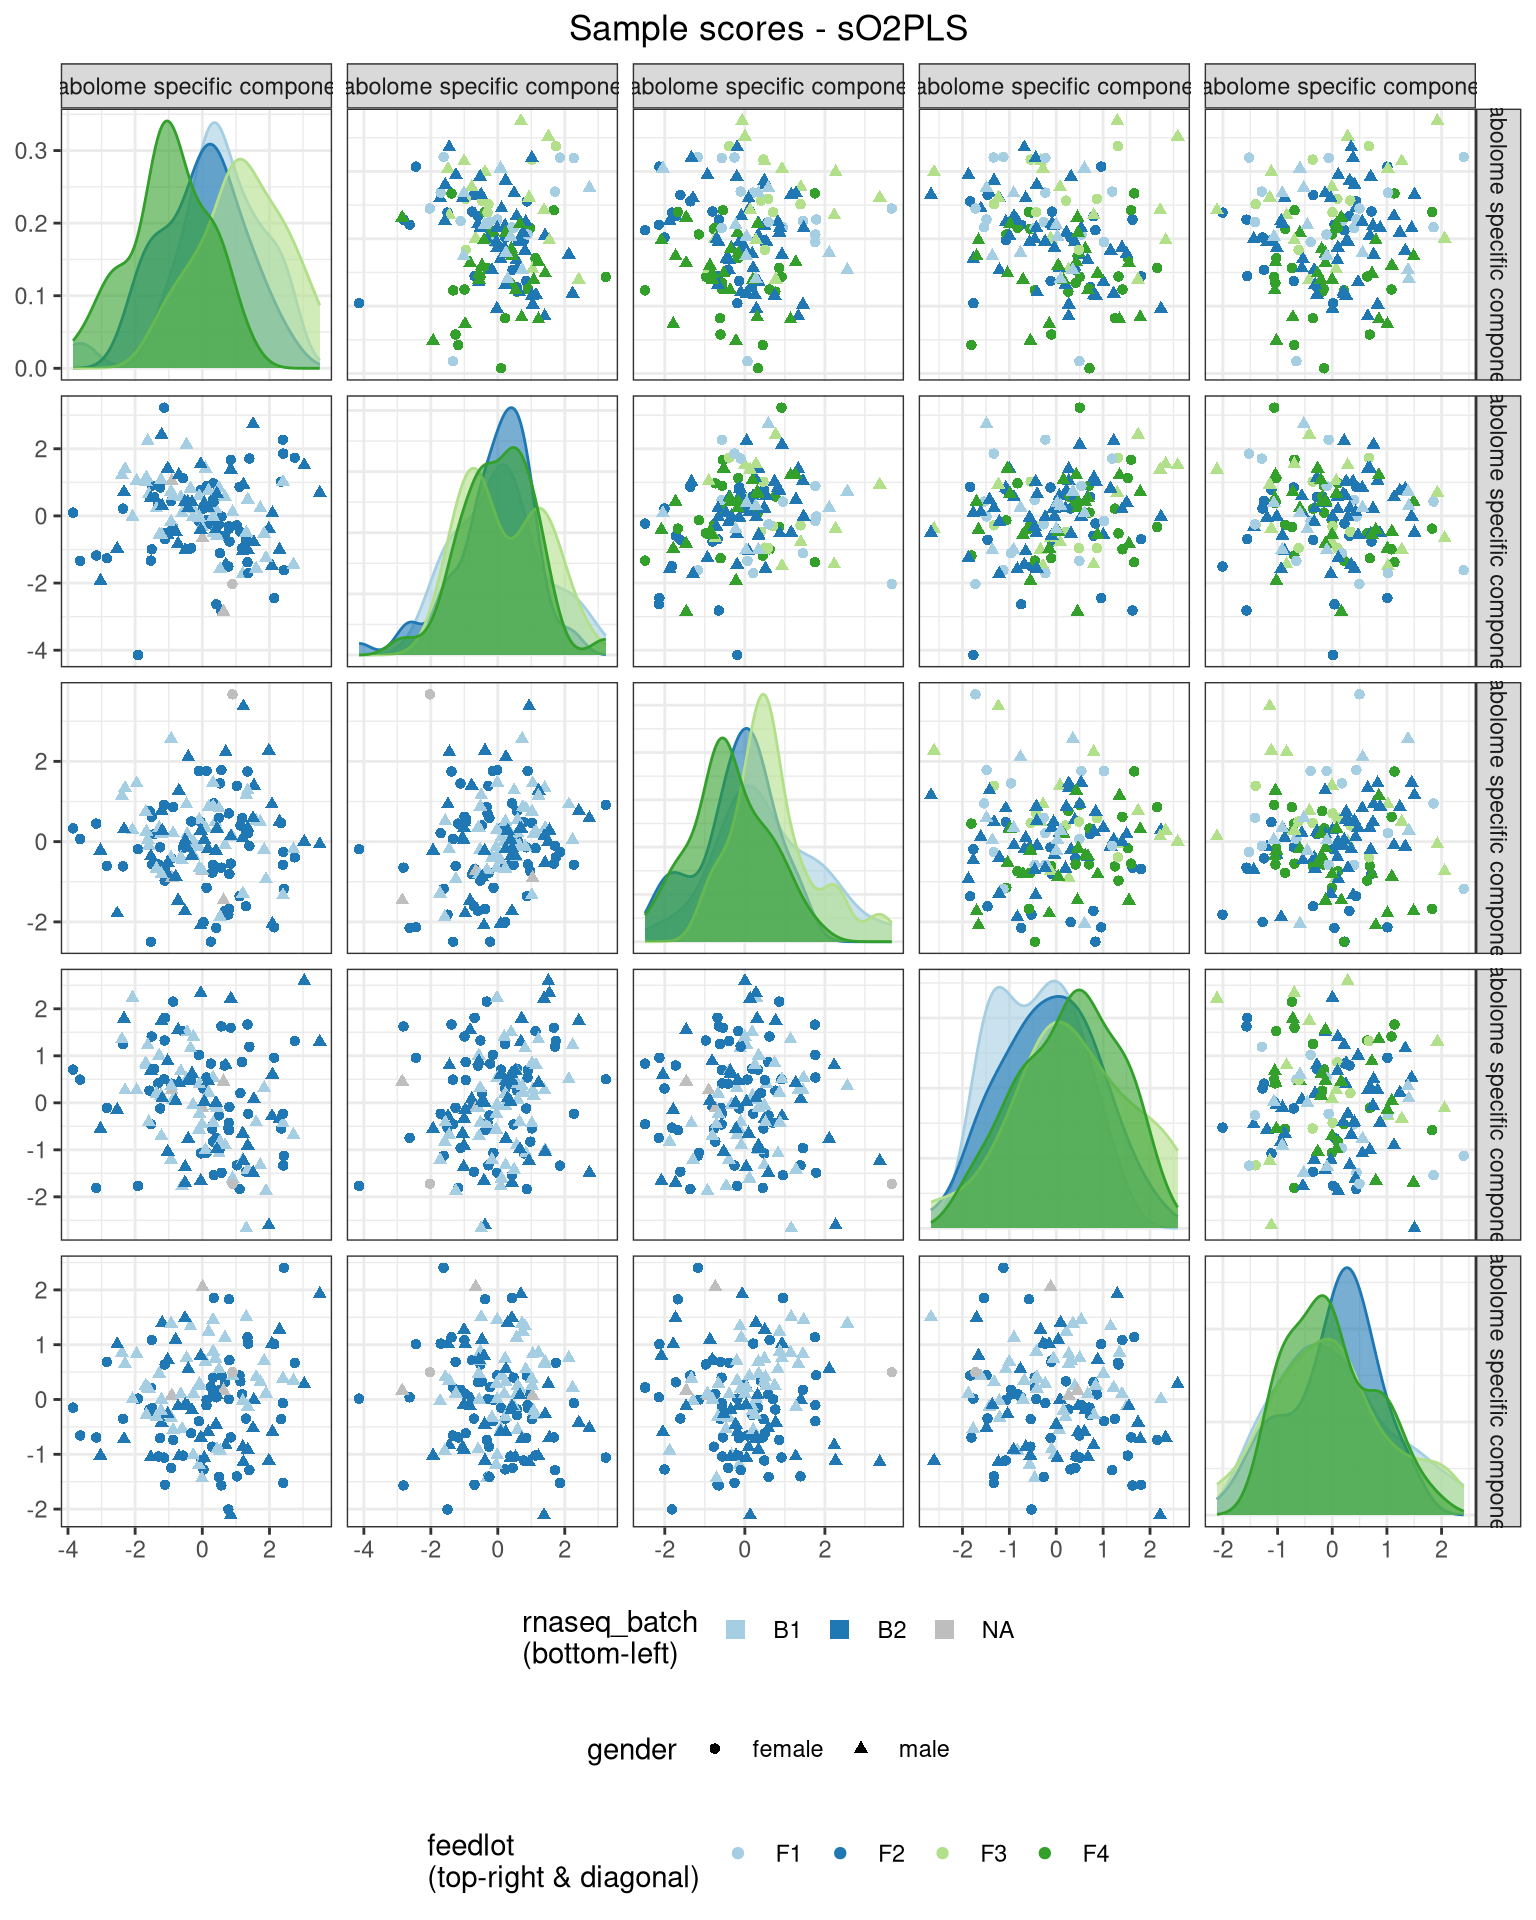 Sample scores - sO2PLS
abolome specific compone abolome specific compone abolome specific compone abolome specific compone abolome specific compone
0.3
0.2
0.1
0.0
abolome specific compone
2
0
-2
-4
abolome specific compone
2
0
-2
abolome specific compone
2
1
0
-1
-2
abolome specific compone
2
1
0
-1
-2
abolome specific compone
-4 -2 0 2 -4 -2 0 2 -2 0 2 -2 -1 0 1 2 -2 -1 0 1 2
rnaseq_batch
(bottom-left)
B1 B2 NA
gender female male
feedlot
(top-right & diagonal)
F1 F2 F3 F4